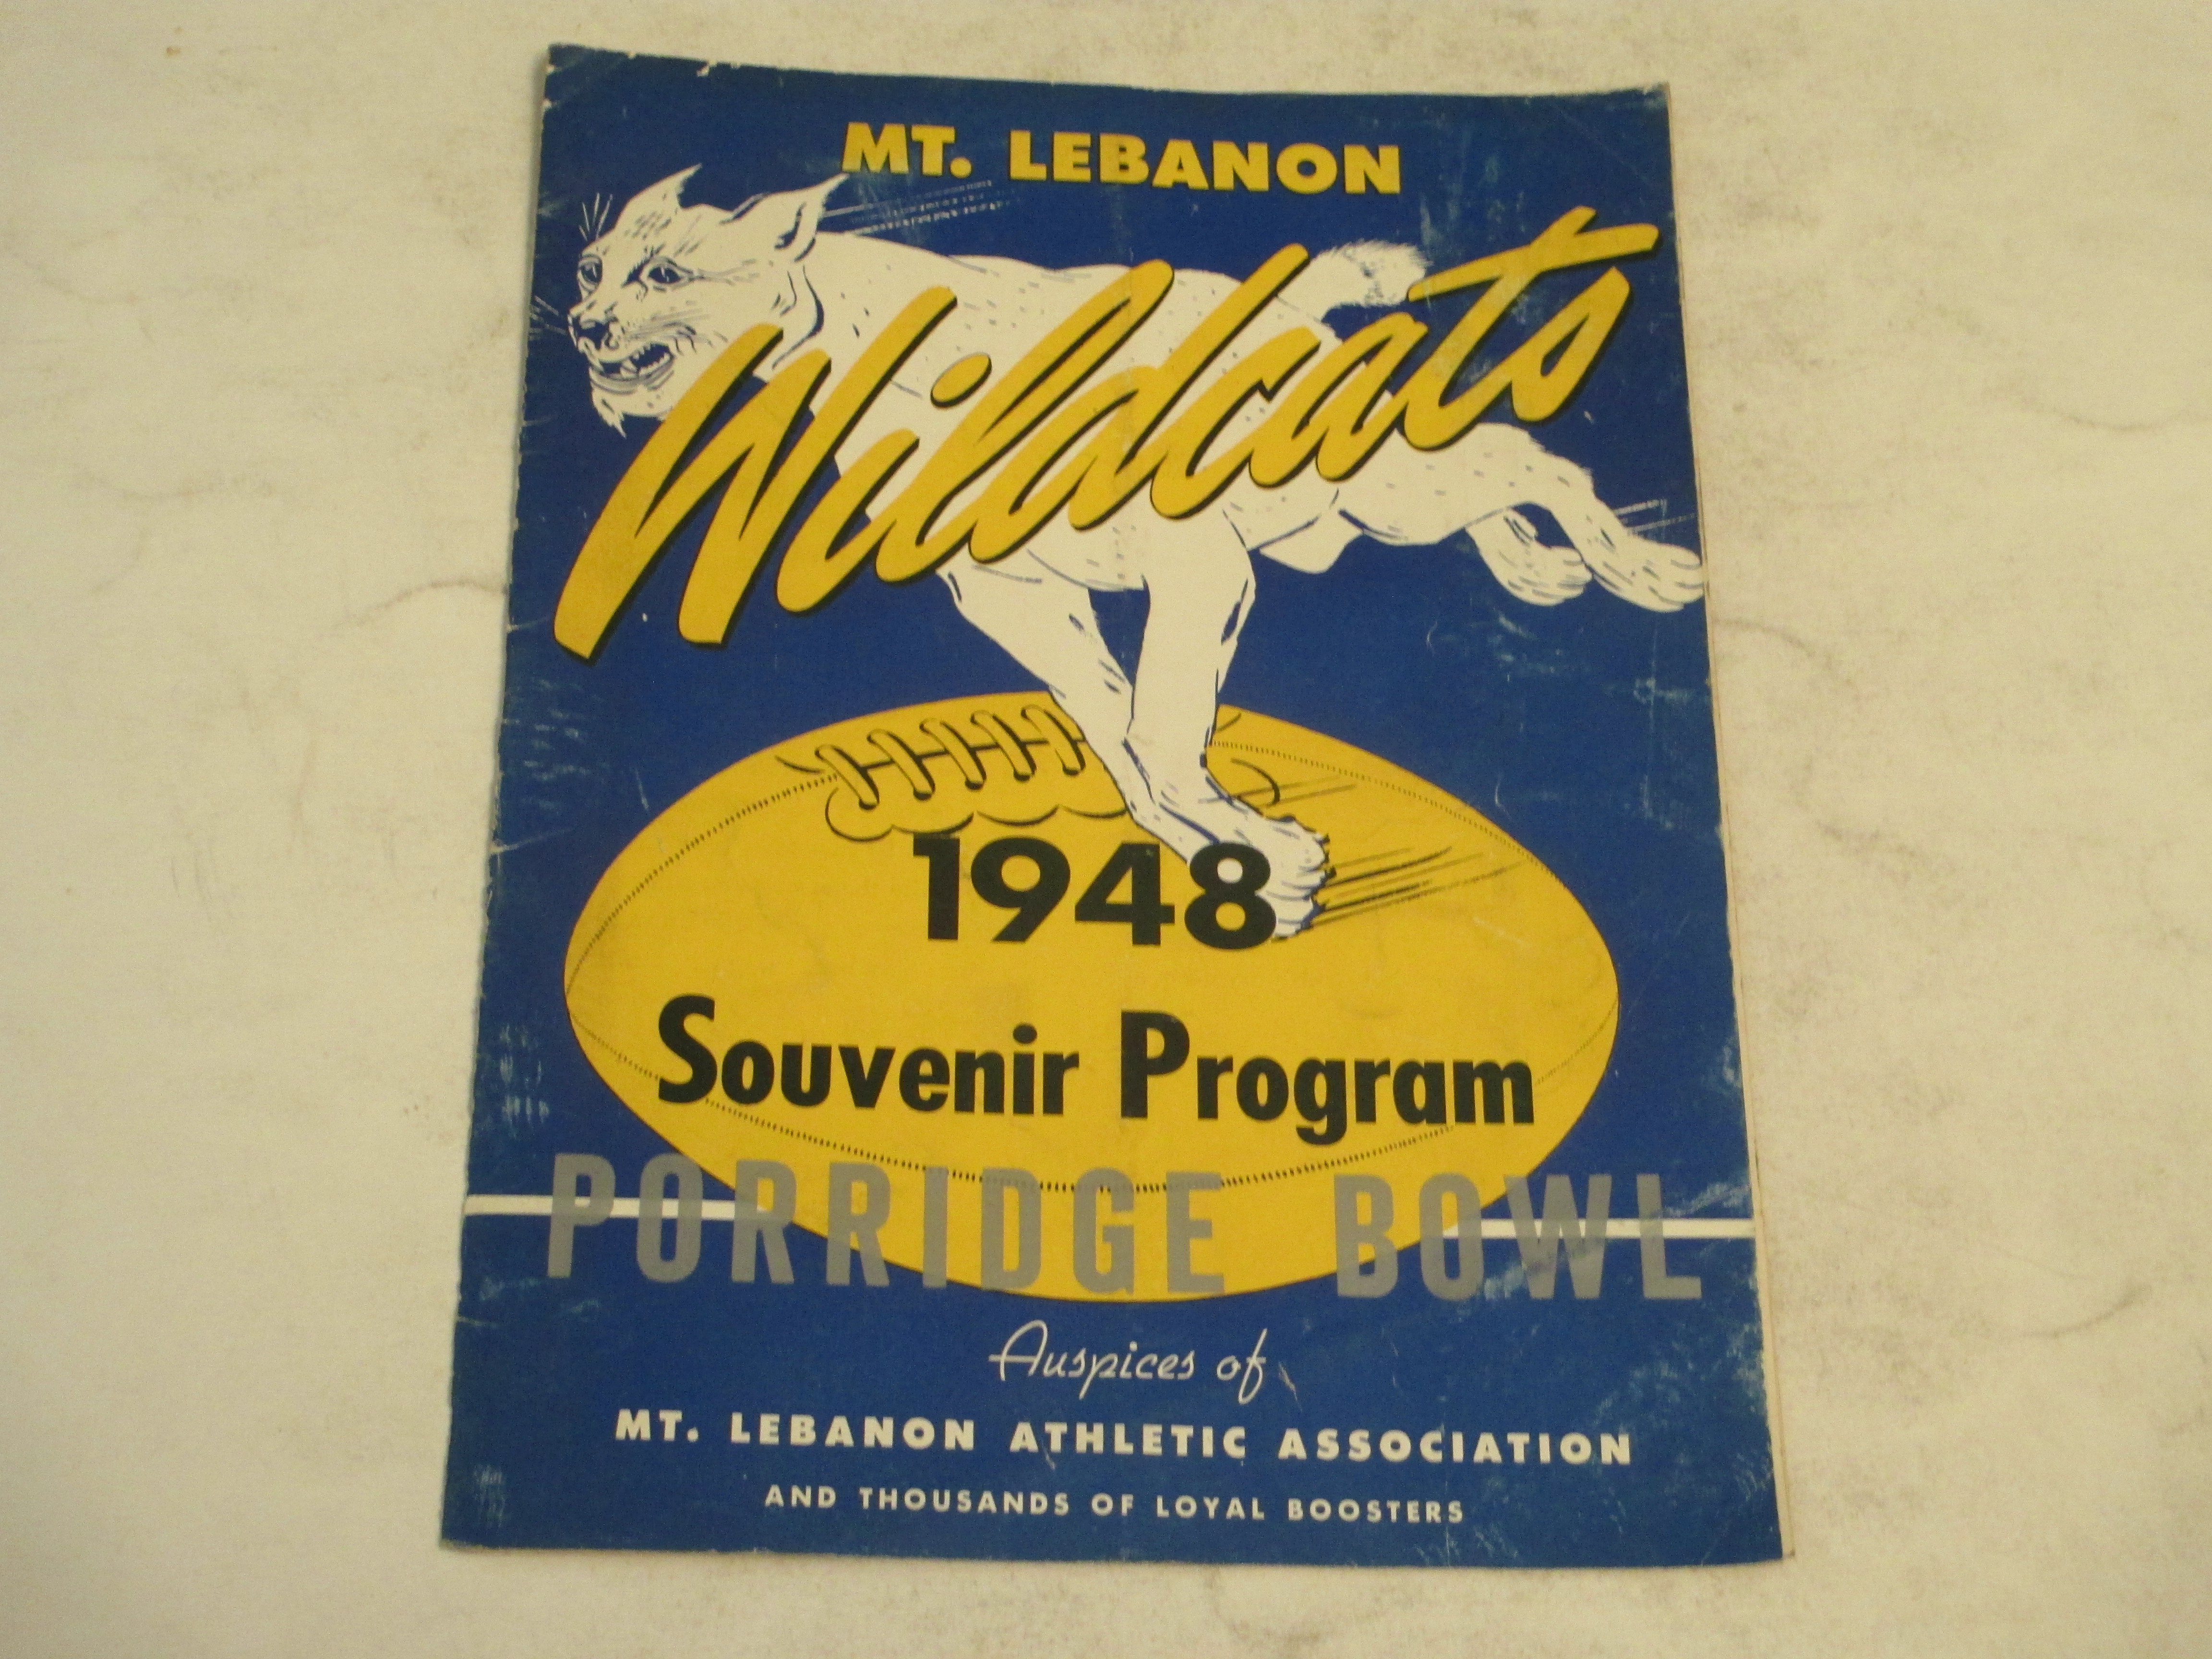 MT. LEBANON
Wildcats
1948
Souvenir Program
PORRIDGE BOWL
Auspices of
MT. LEBANON ATHLETIC ASSOCIATION
AND THOUSANDS OF LOYAL BOOSTERS